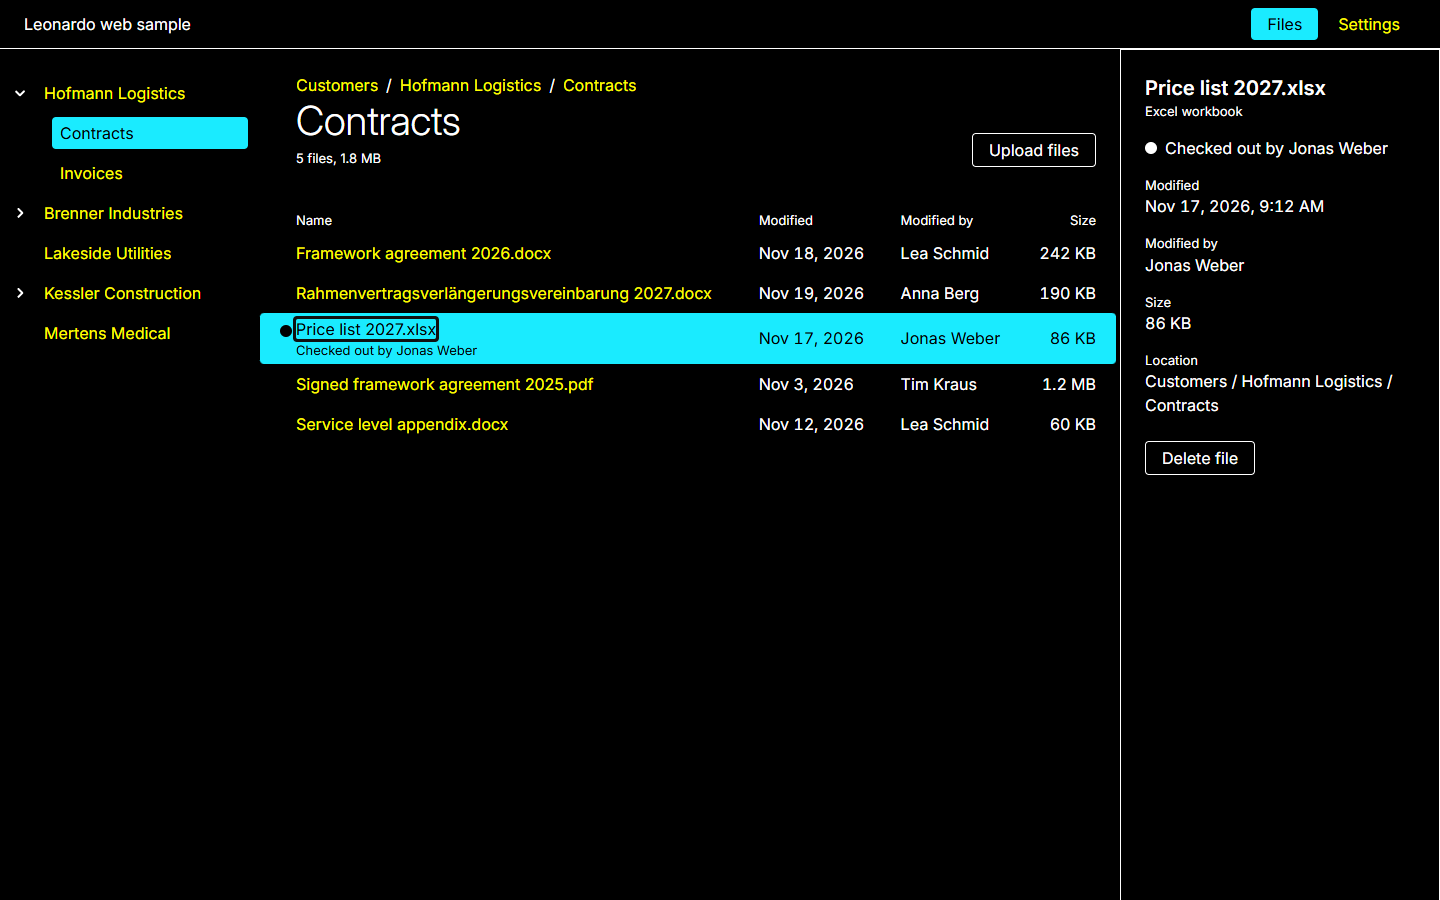 Leonardo web sample
Files
Settings
Hofmann Logistics
Contracts
Invoices
Brenner Industries
Lakeside Utilities
Kessler Construction
Mertens Medical
Customers / Hofmann Logistics / Contracts
Contracts
5 files, 1.8 MB
Upload files
Name Modified Modified by Size
Framework agreement 2026.docx Nov 18, 2026 Lea Schmid 242 KB
Rahmenvertragsverlängerungsvereinbarung 2027.docx Nov 19, 2026 Anna Berg 190 KB
Price list 2027.xlsx Nov 17, 2026 Jonas Weber 86 KB
Checked out by Jonas Weber
Signed framework agreement 2025.pdf Nov 3, 2026 Tim Kraus 1.2 MB
Service level appendix.docx Nov 12, 2026 Lea Schmid 60 KB
Price list 2027.xlsx
Excel workbook
Checked out by Jonas Weber
Modified
Nov 17, 2026, 9:12 AM
Modified by
Jonas Weber
Size
86 KB
Location
Customers / Hofmann Logistics /
Contracts
Delete file